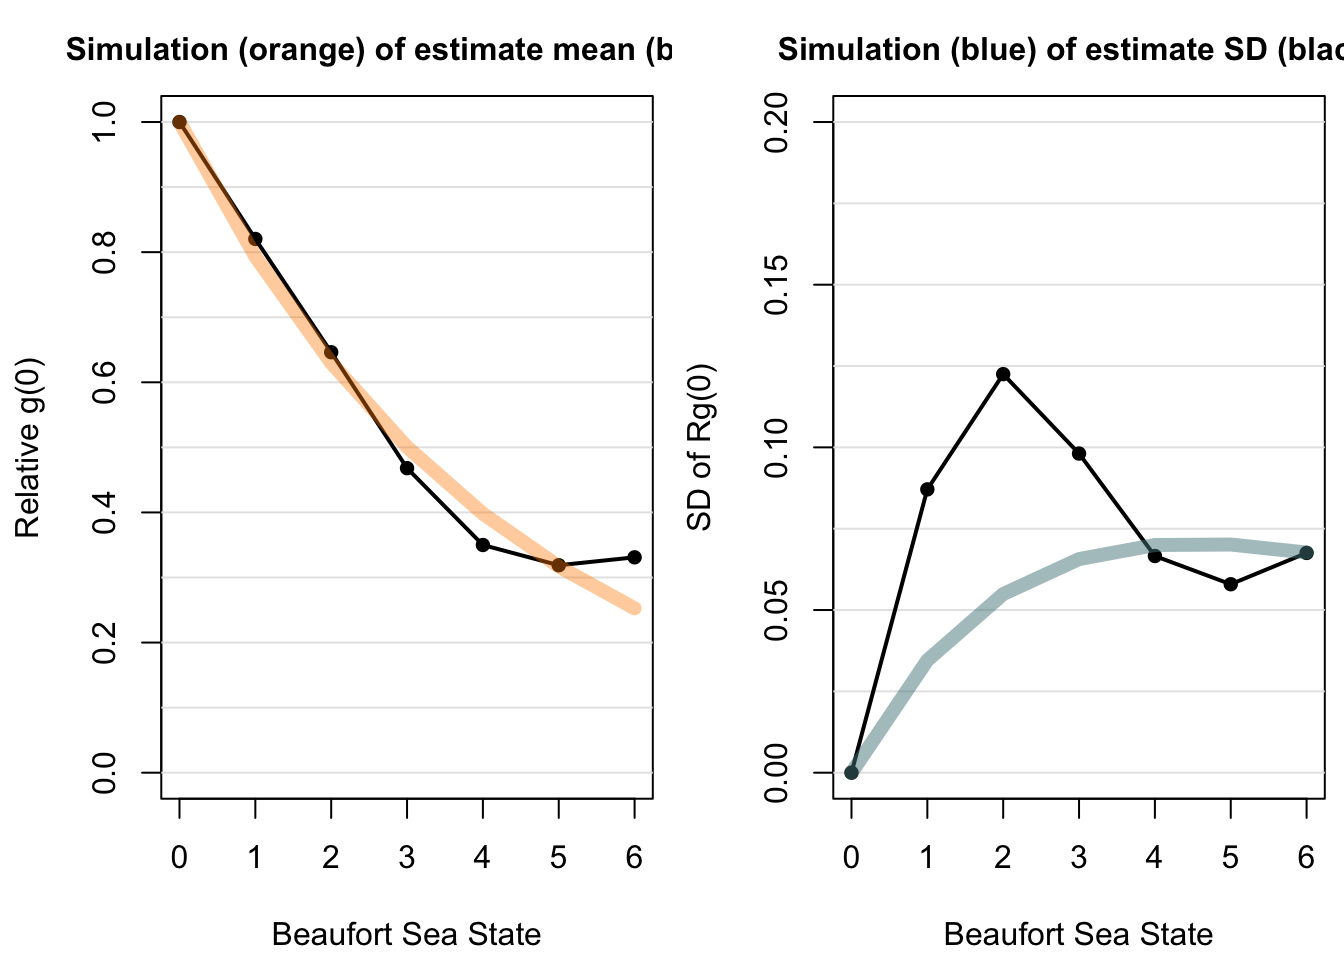 Simulation (orange) of estimate mean (b
Relative g(0)
1.0
0.8
0.6
0.4
0.2
0.0
0 1 2 3 4 5 6
Beaufort Sea State
Simulation (blue) of estimate SD (blac
SD of Rg(0)
0.20
0.15
0.10
0.05
0.00
0 1 2 3 4 5 6
Beaufort Sea State